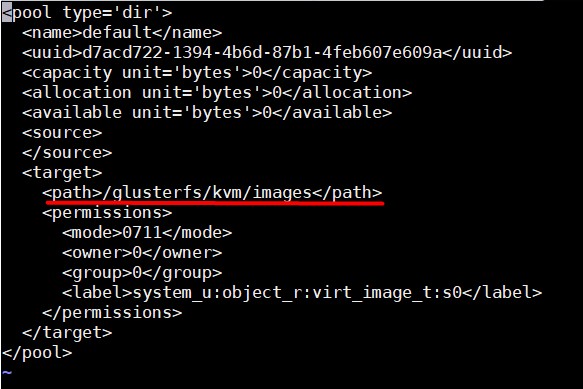 <pool type='dir'>
  <name>default</name>
  <uuid>d7acd722-1394-4b6d-87b1-4feb607e609a</uuid>
  <capacity unit='bytes'>0</capacity>
  <allocation unit='bytes'>0</allocation>
  <available unit='bytes'>0</available>
  <source>
  </source>
  <target>
    <path>/glusterfs/kvm/images</path>
    <permissions>
      <mode>0711</mode>
      <owner>0</owner>
      <group>0</group>
      <label>system_u:object_r:virt_image_t:s0</label>
    </permissions>
  </target>
</pool>
~